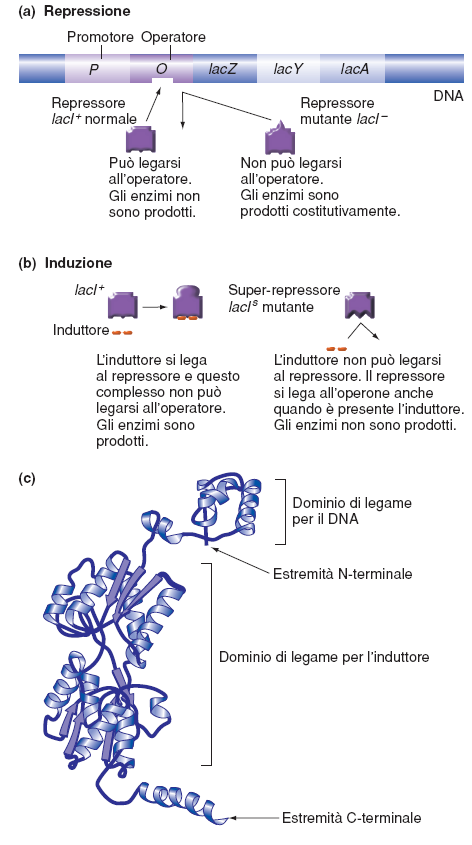 (a) Repressione
Promotore Operatore
P O lacZ lacY lacA
DNA
Repressore
lacI+ normale
Può legarsi
all'operatore.
Gli enzimi non
sono prodotti.
Repressore
mutante lacI–
Non può legarsi
all'operatore.
Gli enzimi sono
prodotti costitutivamente.
(b) Induzione
lacI+
Induttore
L'induttore si lega
al repressore e questo
complesso non può
legarsi all'operatore.
Gli enzimi sono
prodotti.
Super-repressore
lacIs mutante
L'induttore non può legarsi
al repressore. Il repressore
si lega all'operone anche
quando è presente l'induttore.
Gli enzimi non sono prodotti.
(c)
Dominio di legame
per il DNA
Estremità N-terminale
Dominio di legame per l'induttore
Estremità C-terminale